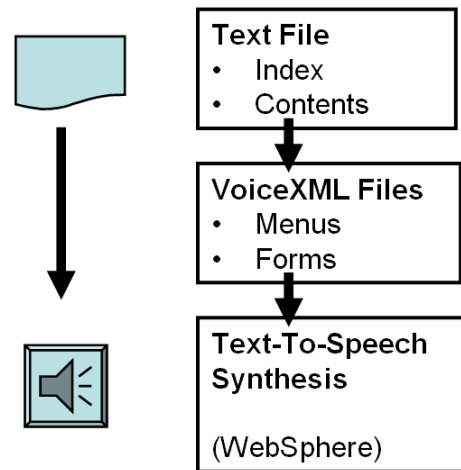 Text File
• Index
• Contents
VoiceXML Files
• Menus
• Forms
Text-To-Speech
Synthesis
(WebSphere)